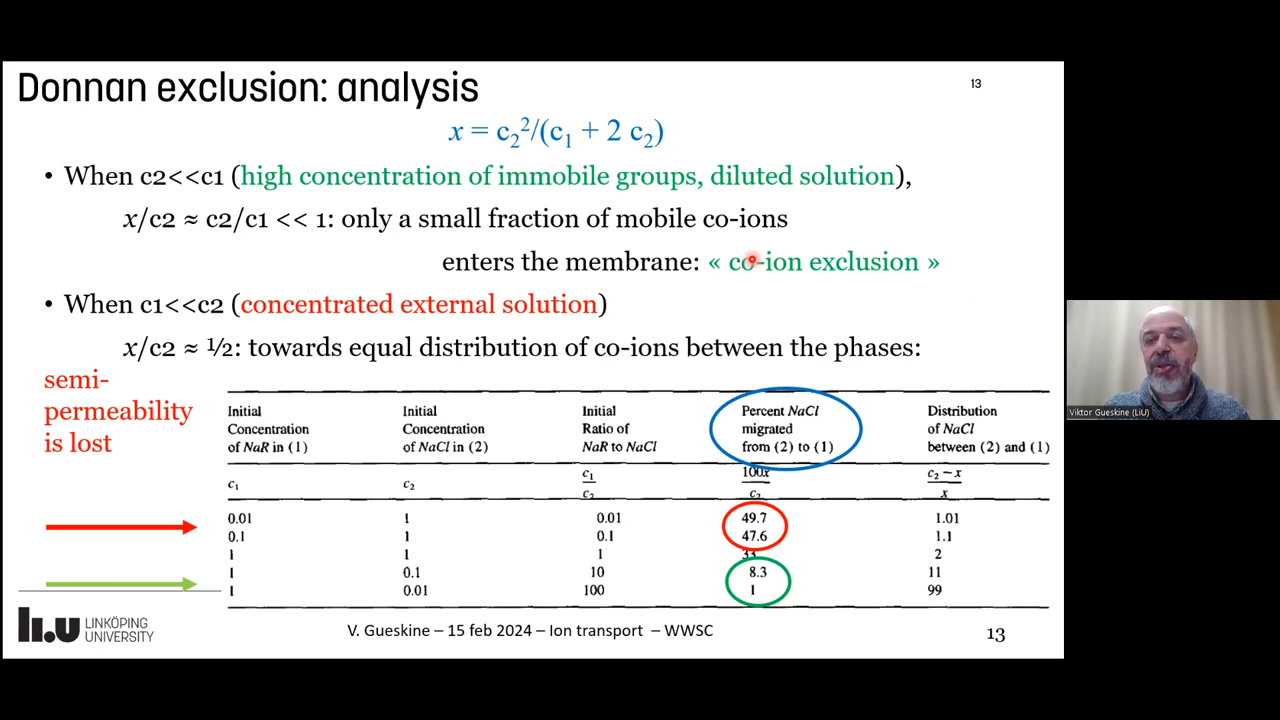 Donnan exclusion: analysis
13
x = c₂²/(c₁ + 2 c₂)
• When c2<<c1 (high concentration of immobile groups, diluted solution),
x/c2 ≈ c2/c1 << 1: only a small fraction of mobile co-ions
enters the membrane: « co-ion exclusion »
• When c1<<c2 (concentrated external solution)
x/c2 ≈ ½: towards equal distribution of co-ions between the phases:
semi-
permeability
is lost
Initial Initial Initial Percent NaCl Distribution
Concentration Concentration Ratio of migrated of NaCl
of NaR in (1) of NaCl in (2) NaR to NaCl from (2) to (1) between (2) and (1)
c₁ c₂ c₁/c₂ 100x/c₂ c₂ − x/x
0.01 1 0.01 49.7 1.01
0.1 1 0.1 47.6 1.1
1 1 1 33 2
1 0.1 10 8.3 11
1 0.01 100 1 99
li.u LINKÖPING
UNIVERSITY
V. Gueskine – 15 feb 2024 – Ion transport – WWSC
13
Viktor Gueskine (LiU)